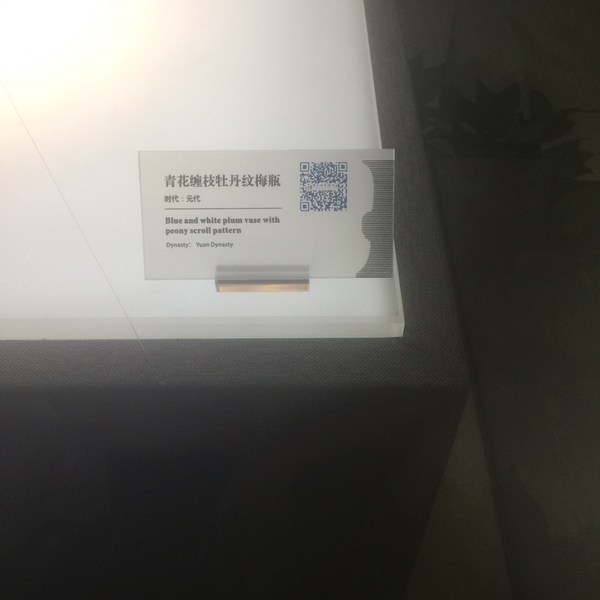 青花缠枝牡丹纹梅瓶
时代：元代
Blue and white plum vase with
peony scroll pattern
Dynasty: Yuan Dynasty